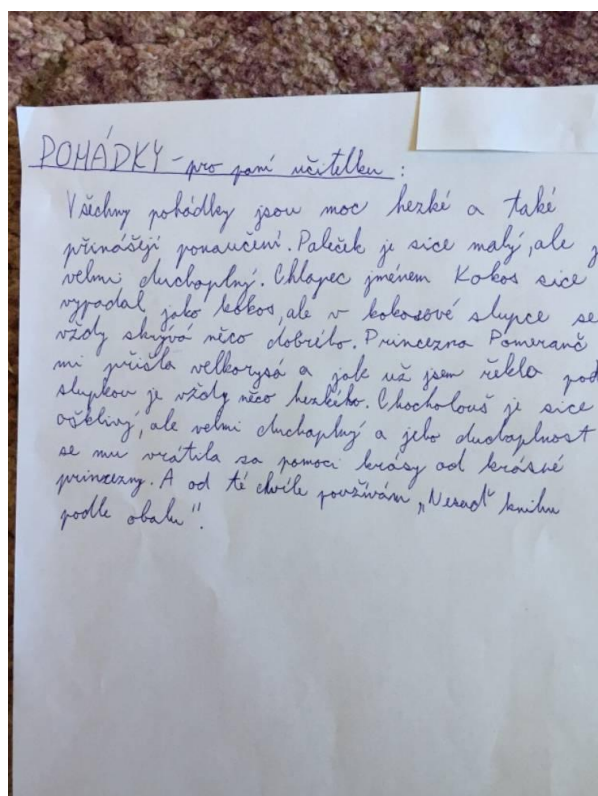 POHÁDKY - pro paní učitelku :
Všechny pohádky jsou moc hezké a také
přinášejí ponaučení. Paleček je sice malý, ale j
velmi duchaplný. Chlapec jménem Kokos sice
vypadal jako kokos, ale v kokosové slupce se
vždy skrývá něco dobrého. Princezna Pomeranč
mi přišla velkorysá a jak už jsem řekla pod
slupkou je vždy něco hezkého. Chocholouš je sice
ošklivý, ale velmi duchaplný a jeho duchaplnost
se mu vrátila za pomoci krásy od krásné
princezny. A od té chvíle používám „Nesuď knihu
podle obalu".